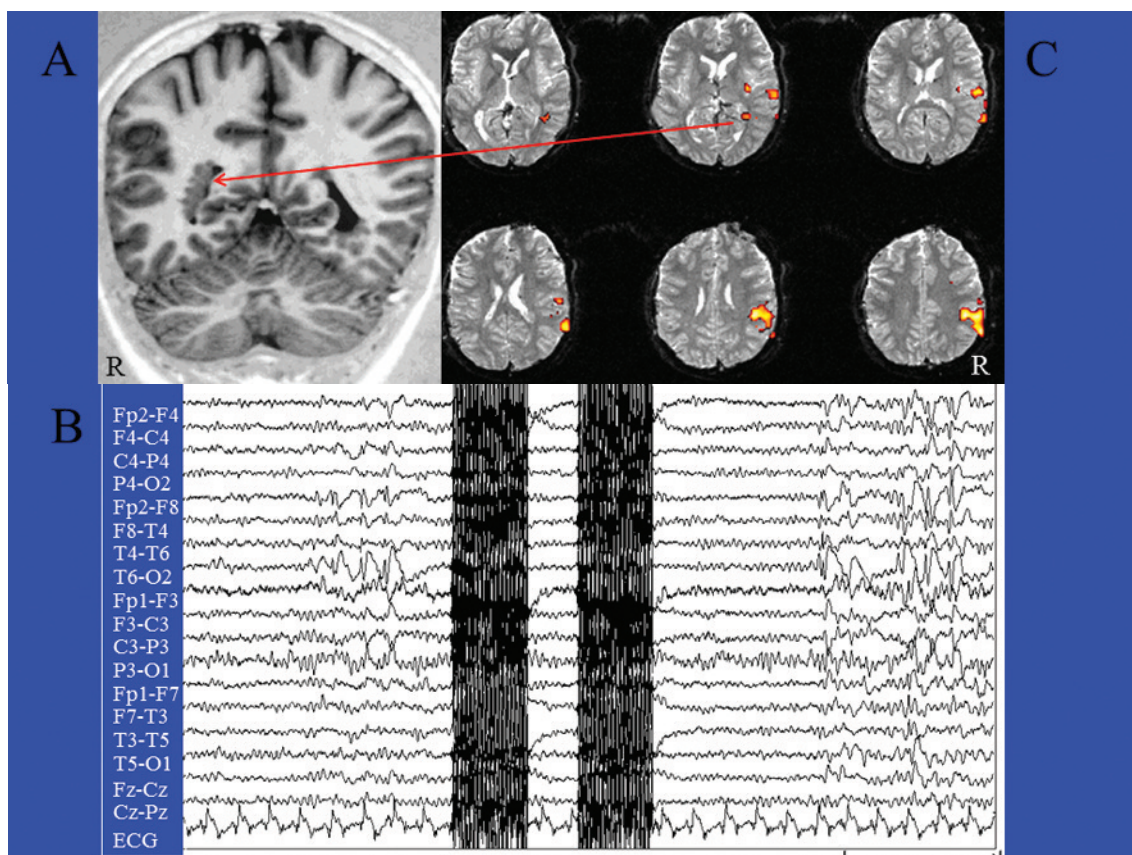 A
C
R
R
B
Fp2-F4
F4-C4
C4-P4
P4-O2
Fp2-F8
F8-T4
T4-T6
T6-O2
Fp1-F3
F3-C3
C3-P3
P3-O1
Fp1-F7
F7-T3
T3-T5
T5-O1
Fz-Cz
Cz-Pz
ECG